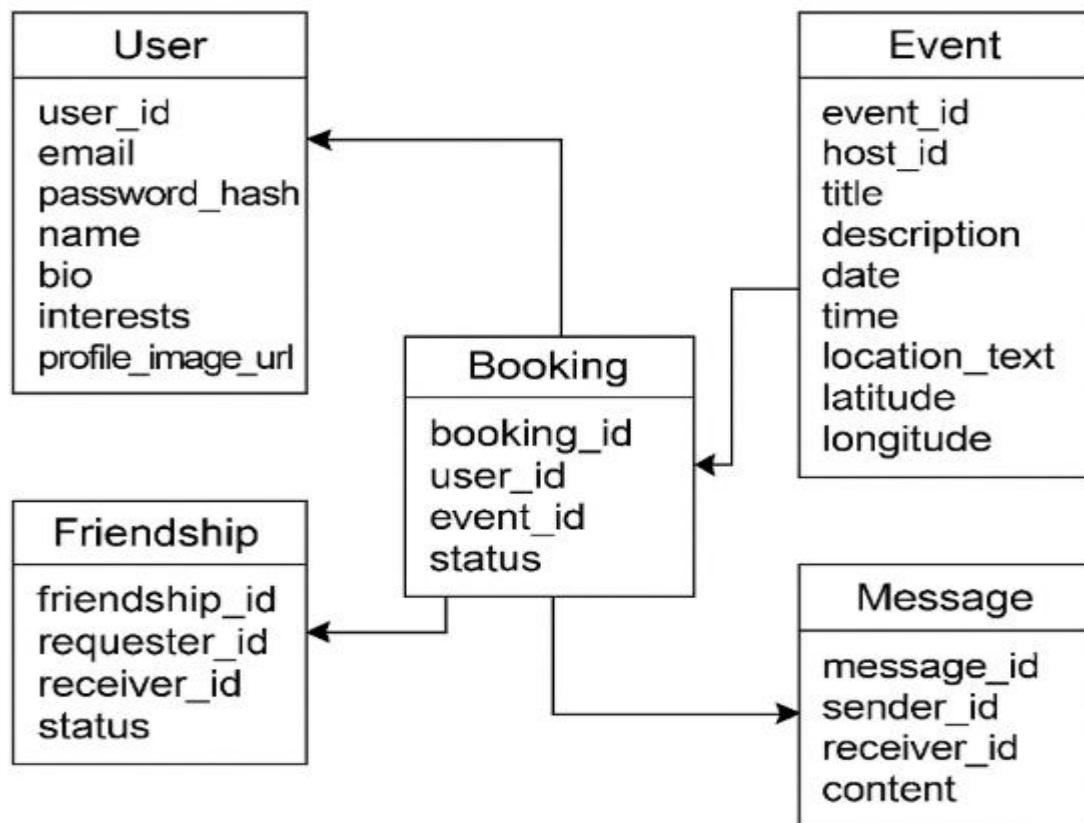 User
user_id
email
password_hash
name
bio
interests
profile_image_url
Event
event_id
host_id
title
description
date
time
location_text
latitude
longitude
Booking
booking_id
user_id
event_id
status
Friendship
friendship_id
requester_id
receiver_id
status
Message
message_id
sender_id
receiver_id
content